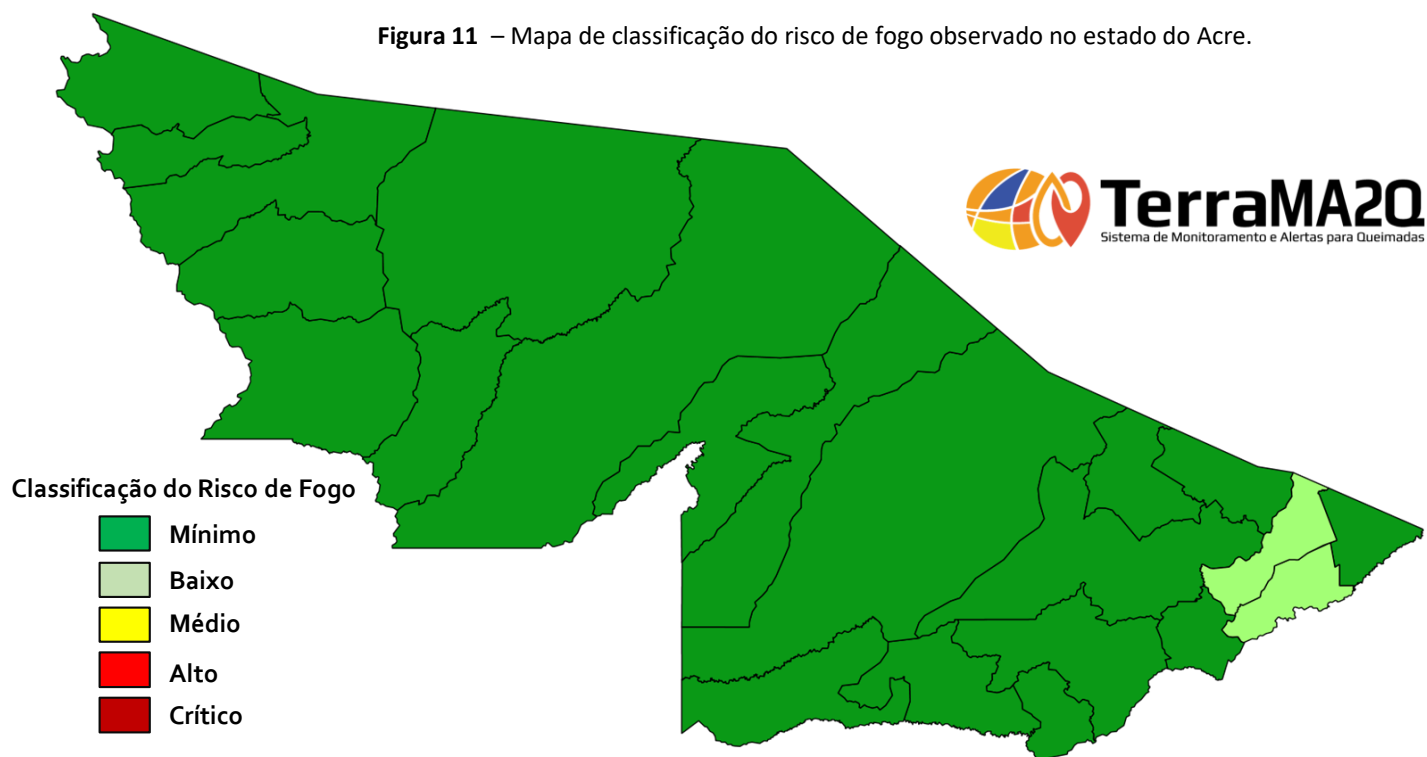 Figura 11 – Mapa de classificação do risco de fogo observado no estado do Acre.
TerraMA2Q
Sistema de Monitoramento e Alertas para Queimadas
Classificação do Risco de Fogo
Mínimo
Baixo
Médio
Alto
Crítico